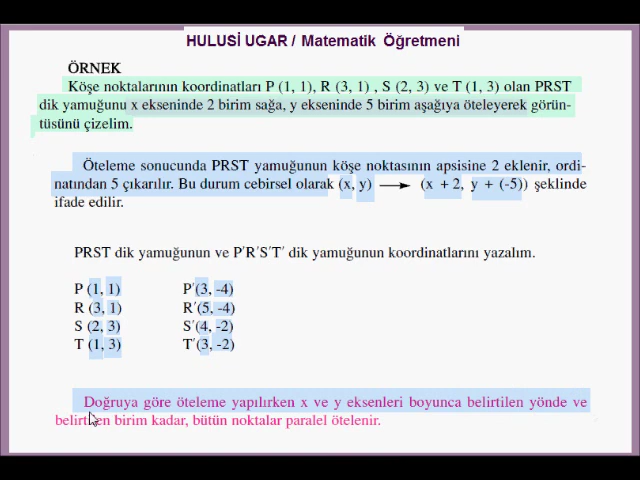 HULUSİ UGAR / Matematik Öğretmeni
ÖRNEK
Köşe noktalarının koordinatları P (1, 1), R (3, 1) , S (2, 3) ve T (1, 3) olan PRST
dik yamuğunu x ekseninde 2 birim sağa, y ekseninde 5 birim aşağıya öteleyerek görün-
tüsünü çizelim.
Öteleme sonucunda PRST yamuğunun köşe noktasının apsisine 2 eklenir, ordi-
natından 5 çıkarılır. Bu durum cebirsel olarak (x, y) → (x + 2, y + (-5)) şeklinde
ifade edilir.
PRST dik yamuğunun ve P′R′S′T′ dik yamuğunun koordinatlarını yazalım.
P (1, 1) P′(3, -4)
R (3, 1) R′(5, -4)
S (2, 3) S′(4, -2)
T (1, 3) T′(3, -2)
Doğruya göre öteleme yapılırken x ve y eksenleri boyunca belirtilen yönde ve
belirtilen birim kadar, bütün noktalar paralel ötelenir.